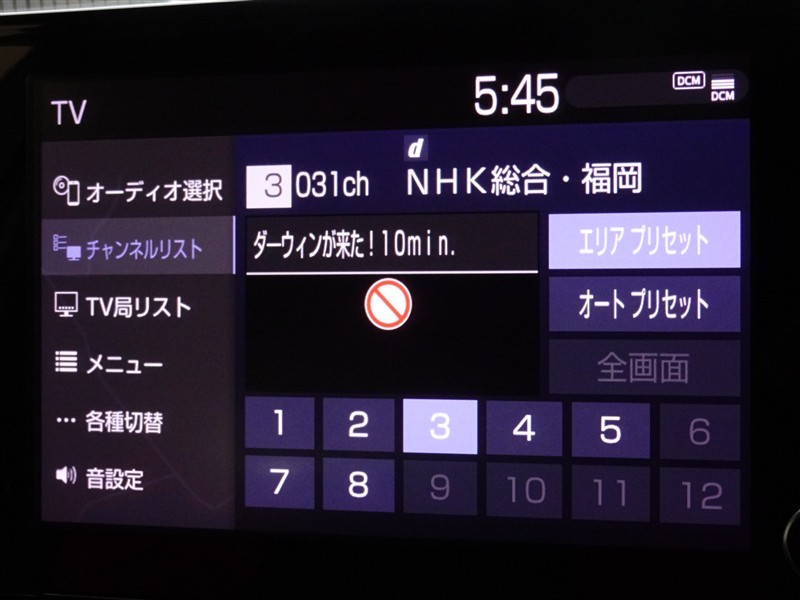 TV
5:45
DCM
DCM
オーディオ選択
チャンネルリスト
TV局リスト
メニュー
各種切替
音設定
d
3 031ch NHK総合・福岡
ダーウィンが来た!10min.
エリア プリセット
オート プリセット
全画面
1 2 3 4 5 6
7 8 9 10 11 12